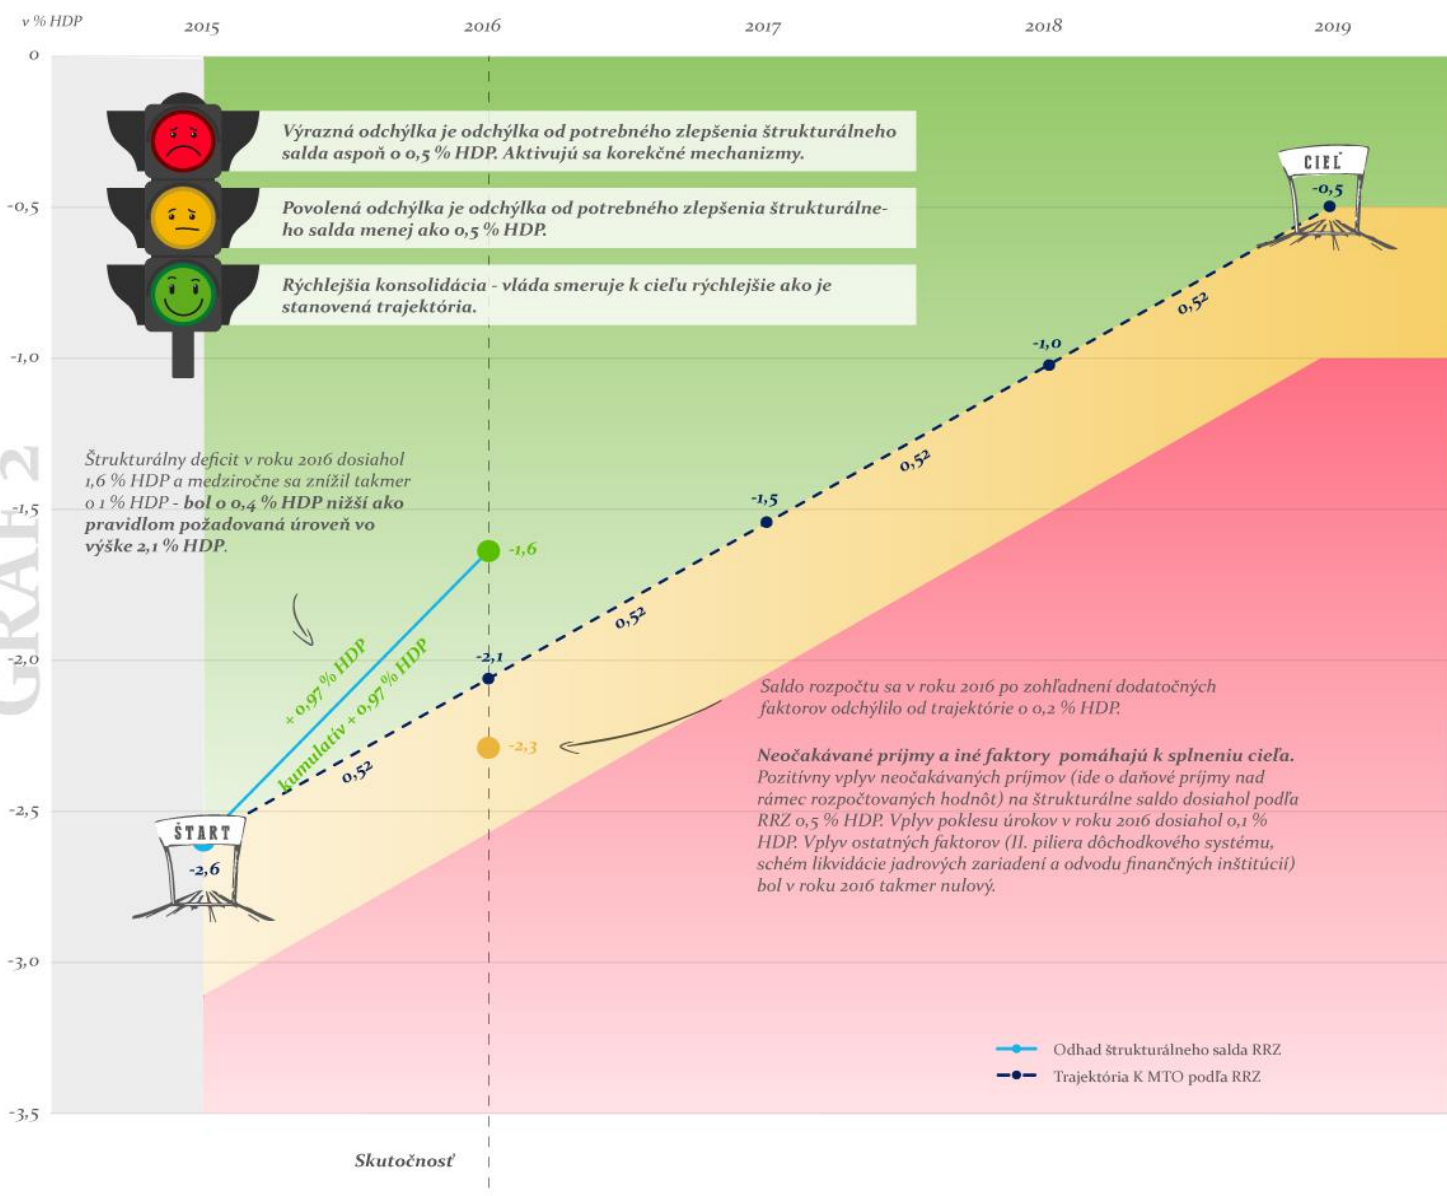 v % HDP
2015 2016 2017 2018 2019
0
-0,5
-1,0
-1,5
-2,0
-2,5
-3,0
-3,5
Výrazná odchýlka je odchýlka od potrebného zlepšenia štrukturálneho
salda aspoň o 0,5 % HDP. Aktivujú sa korekčné mechanizmy.
Povolená odchýlka je odchýlka od potrebného zlepšenia štrukturálne-
ho salda menej ako 0,5 % HDP.
Rýchlejšia konsolidácia - vláda smeruje k cieľu rýchlejšie ako je
stanovená trajektória.
CIEĽ
-0,5
0,52
-1,0
0,52
-1,5
0,52
GRAF 2
Štrukturálny deficit v roku 2016 dosiahol
1,6 % HDP a medziročne sa znížil takmer
o 1 % HDP - bol o 0,4 % HDP nižší ako
pravidlom požadovaná úroveň vo
výške 2,1 % HDP.
-1,6
+ 0,97 % HDP
kumulatív + 0,97 % HDP
-2,1
0,52
-2,3
ŠTART
-2,6
Saldo rozpočtu sa v roku 2016 po zohľadnení dodatočných
faktorov odchýlilo od trajektórie o 0,2 % HDP.
Neočakávané príjmy a iné faktory pomáhajú k splneniu cieľa.
Pozitívny vplyv neočakávaných príjmov (ide o daňové príjmy nad
rámec rozpočtovaných hodnôt) na štrukturálne saldo dosiahol podľa
RRZ 0,5 % HDP. Vplyv poklesu úrokov v roku 2016 dosiahol 0,1 %
HDP. Vplyv ostatných faktorov (II. piliera dôchodkového systému,
schém likvidácie jadrových zariadení a odvodu finančných inštitúcií)
bol v roku 2016 takmer nulový.
Odhad štrukturálneho salda RRZ
Trajektória K MTO podľa RRZ
Skutočnosť